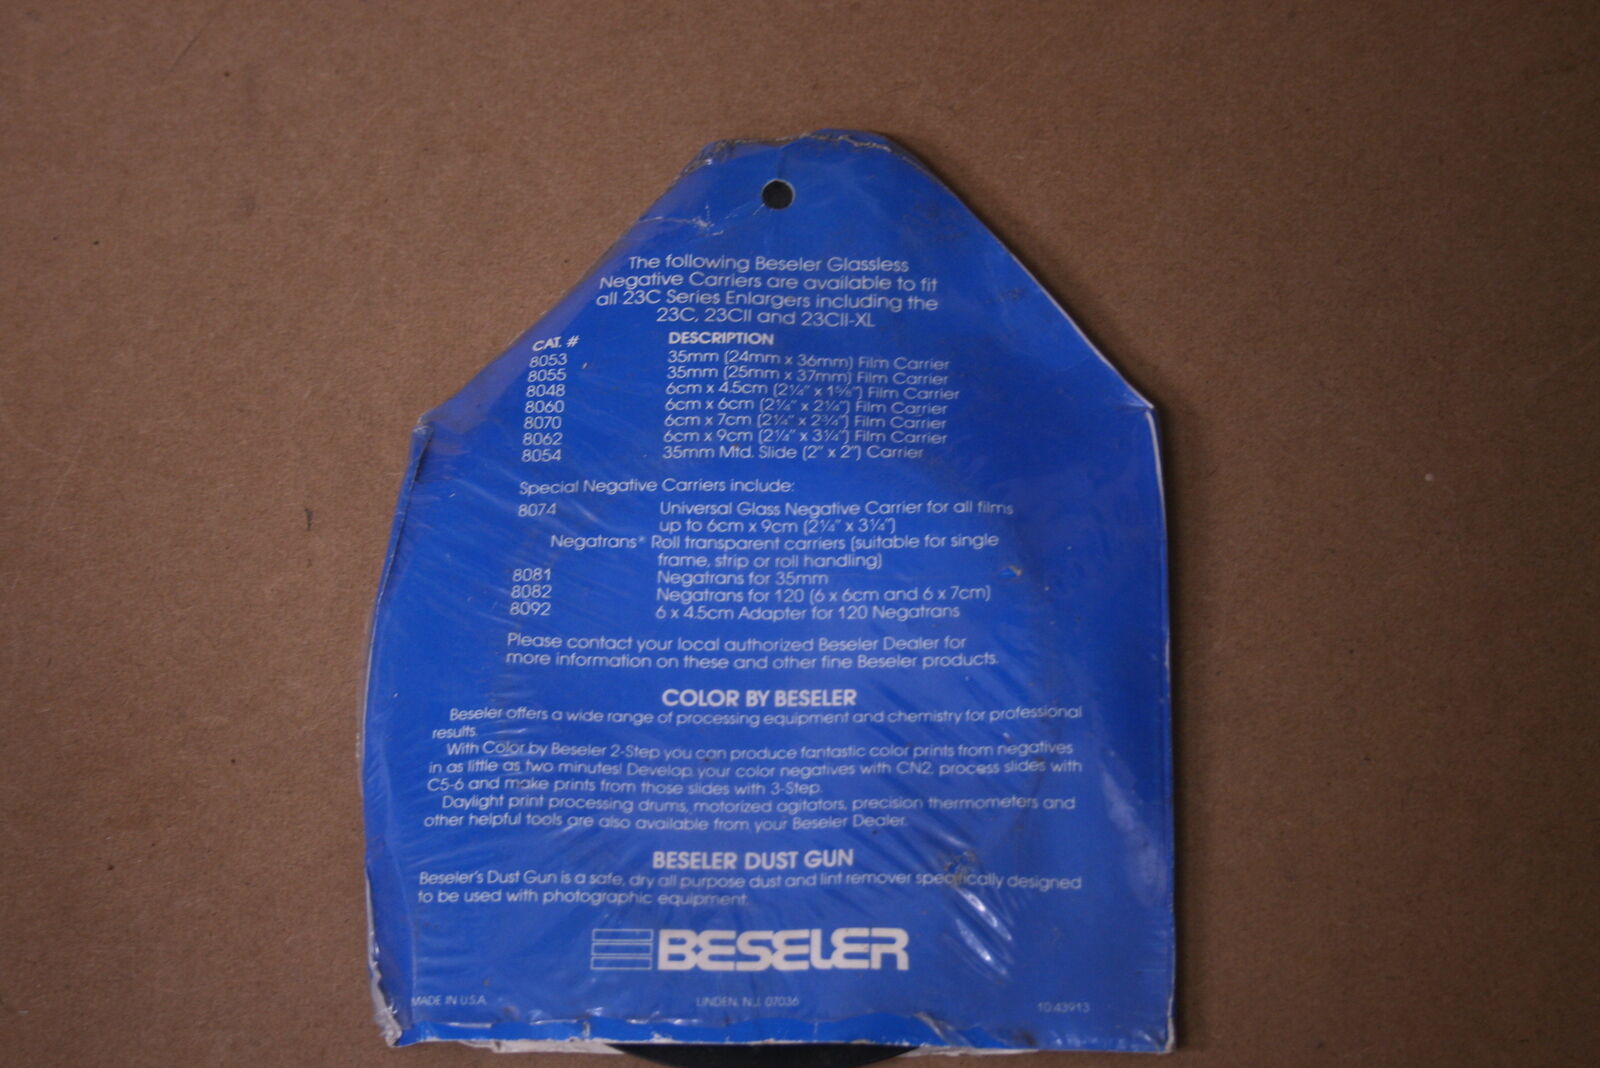 The following Beseler Glassless
Negative Carriers are available to fit
all 23C Series Enlargers including the
23C, 23CII and 23CII-XL
CAT. # DESCRIPTION
8053 35mm (24mm x 36mm) Film Carrier
8055 35mm (25mm x 37mm) Film Carrier
8048 6cm x 4.5cm (2¼" x 1⅝") Film Carrier
8060 6cm x 6cm (2¼" x 2¼") Film Carrier
8070 6cm x 7cm (2¼" x 2¾") Film Carrier
8062 6cm x 9cm (2¼" x 3¼") Film Carrier
8054 35mm Mtd. Slide (2" x 2") Carrier
Special Negative Carriers include:
8074 Universal Glass Negative Carrier for all films
up to 6cm x 9cm (2¼" x 3¼")
Negatrans® Roll transparent carriers (suitable for single
frame, strip or roll handling)
8081 Negatrans for 35mm
8082 Negatrans for 120 (6 x 6cm and 6 x 7cm)
8092 6 x 4.5cm Adapter for 120 Negatrans
Please contact your local authorized Beseler Dealer for
more information on these and other fine Beseler products.
COLOR BY BESELER
Beseler offers a wide range of processing equipment and chemistry for professional
results.
With Color by Beseler 2-Step you can produce fantastic color prints from negatives
in as little as two minutes! Develop your color negatives with CN2, process slides with
C5-6 and make prints from those slides with 3-Step.
Daylight print processing drums, motorized agitators, precision thermometers and
other helpful tools are also available from your Beseler Dealer.
BESELER DUST GUN
Beseler's Dust Gun is a safe, dry all purpose dust and lint remover specifically designed
to be used with photographic equipment.
BESELER
MADE IN U.S.A. LINDEN, N.J. 07036 10.43913